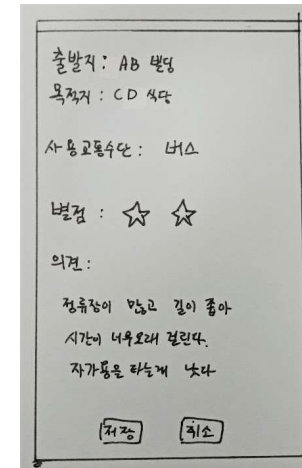 출발지: AB 빌딩
목적지: CD 식당
사용교통수단: 버스
별점: ☆ ☆
의견:
정류장이 많고 길이 좁아
시간이 너무오래 걸린다.
자가용을 타는게 낫다
저장 취소